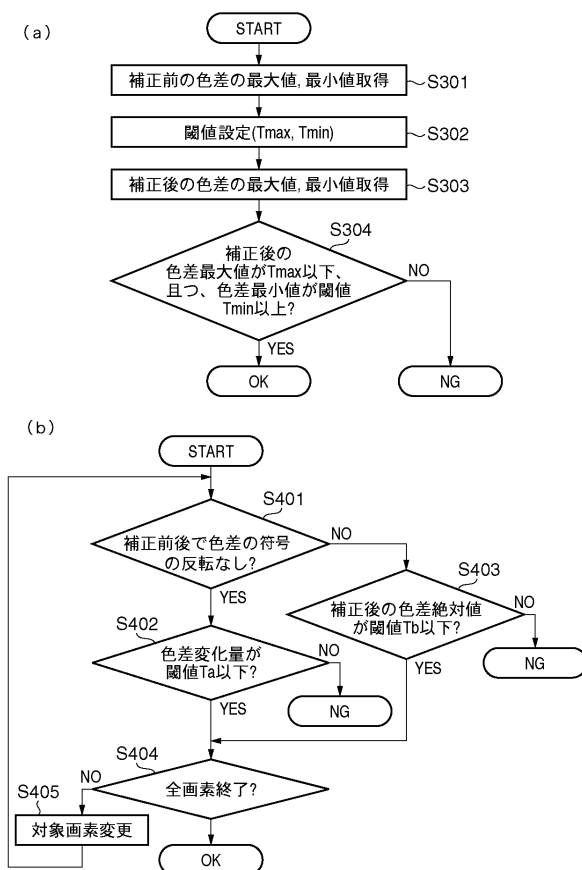 (a)
START
補正前の色差の最大値, 最小値取得
S301
閾値設定(Tmax, Tmin)
S302
補正後の色差の最大値, 最小値取得
S303
S304
補正後の
色差最大値がTmax以下、
且つ、色差最小値が閾値
Tmin以上?
NO
YES
OK
NG
(b)
START
S401
補正前後で色差の符号
の反転なし?
NO
YES
S403
補正後の色差絶対値
が閾値Tb以下?
NO
YES
NG
S402
色差変化量が
閾値Ta以下?
NO
YES
NG
S404
全画素終了?
NO
S405
対象画素変更
OK